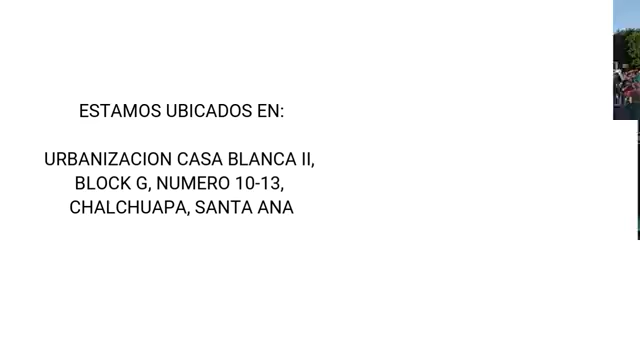 ESTAMOS UBICADOS EN:
URBANIZACION CASA BLANCA II,
BLOCK G, NUMERO 10-13,
CHALCHUAPA, SANTA ANA